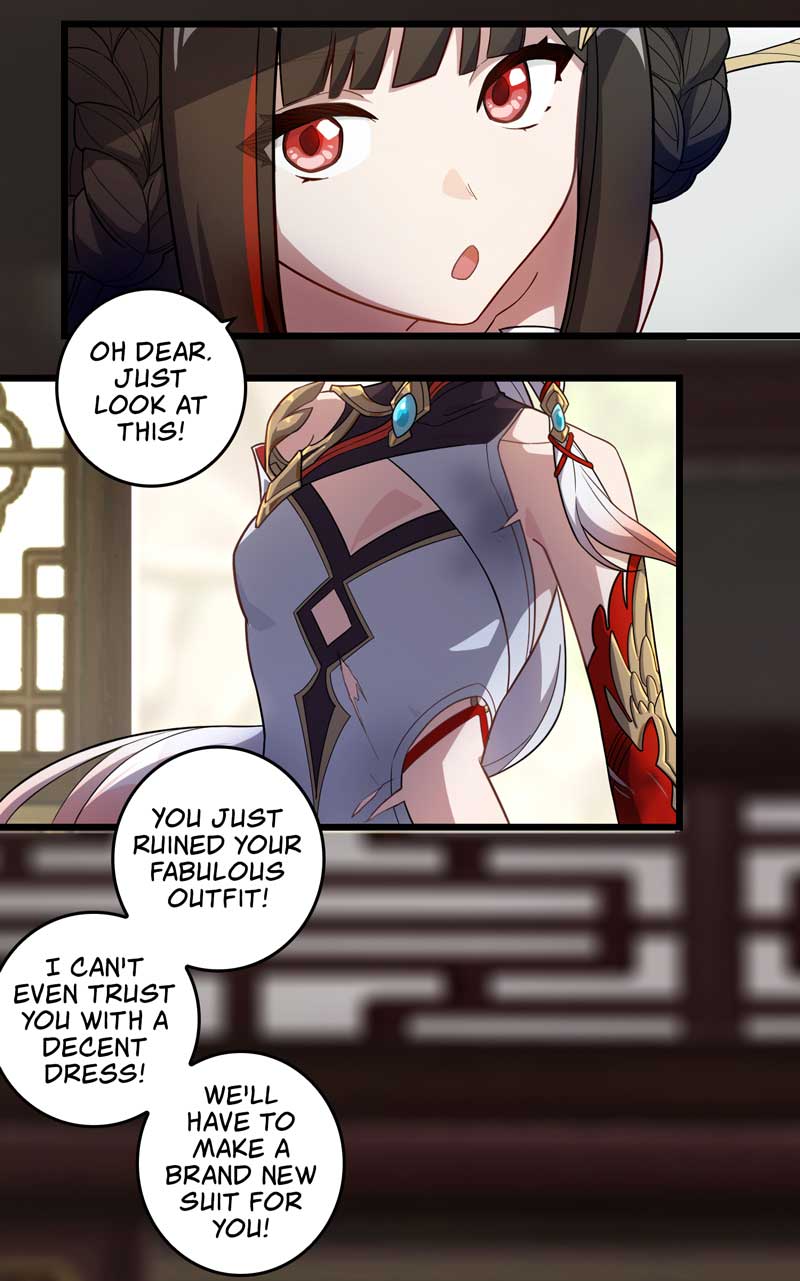 OH DEAR.
JUST
LOOK AT
THIS!
YOU JUST
RUINED YOUR
FABULOUS
OUTFIT!
I CAN'T
EVEN TRUST
YOU WITH A
DECENT
DRESS!
WE'LL
HAVE TO
MAKE A
BRAND NEW
SUIT FOR
YOU!